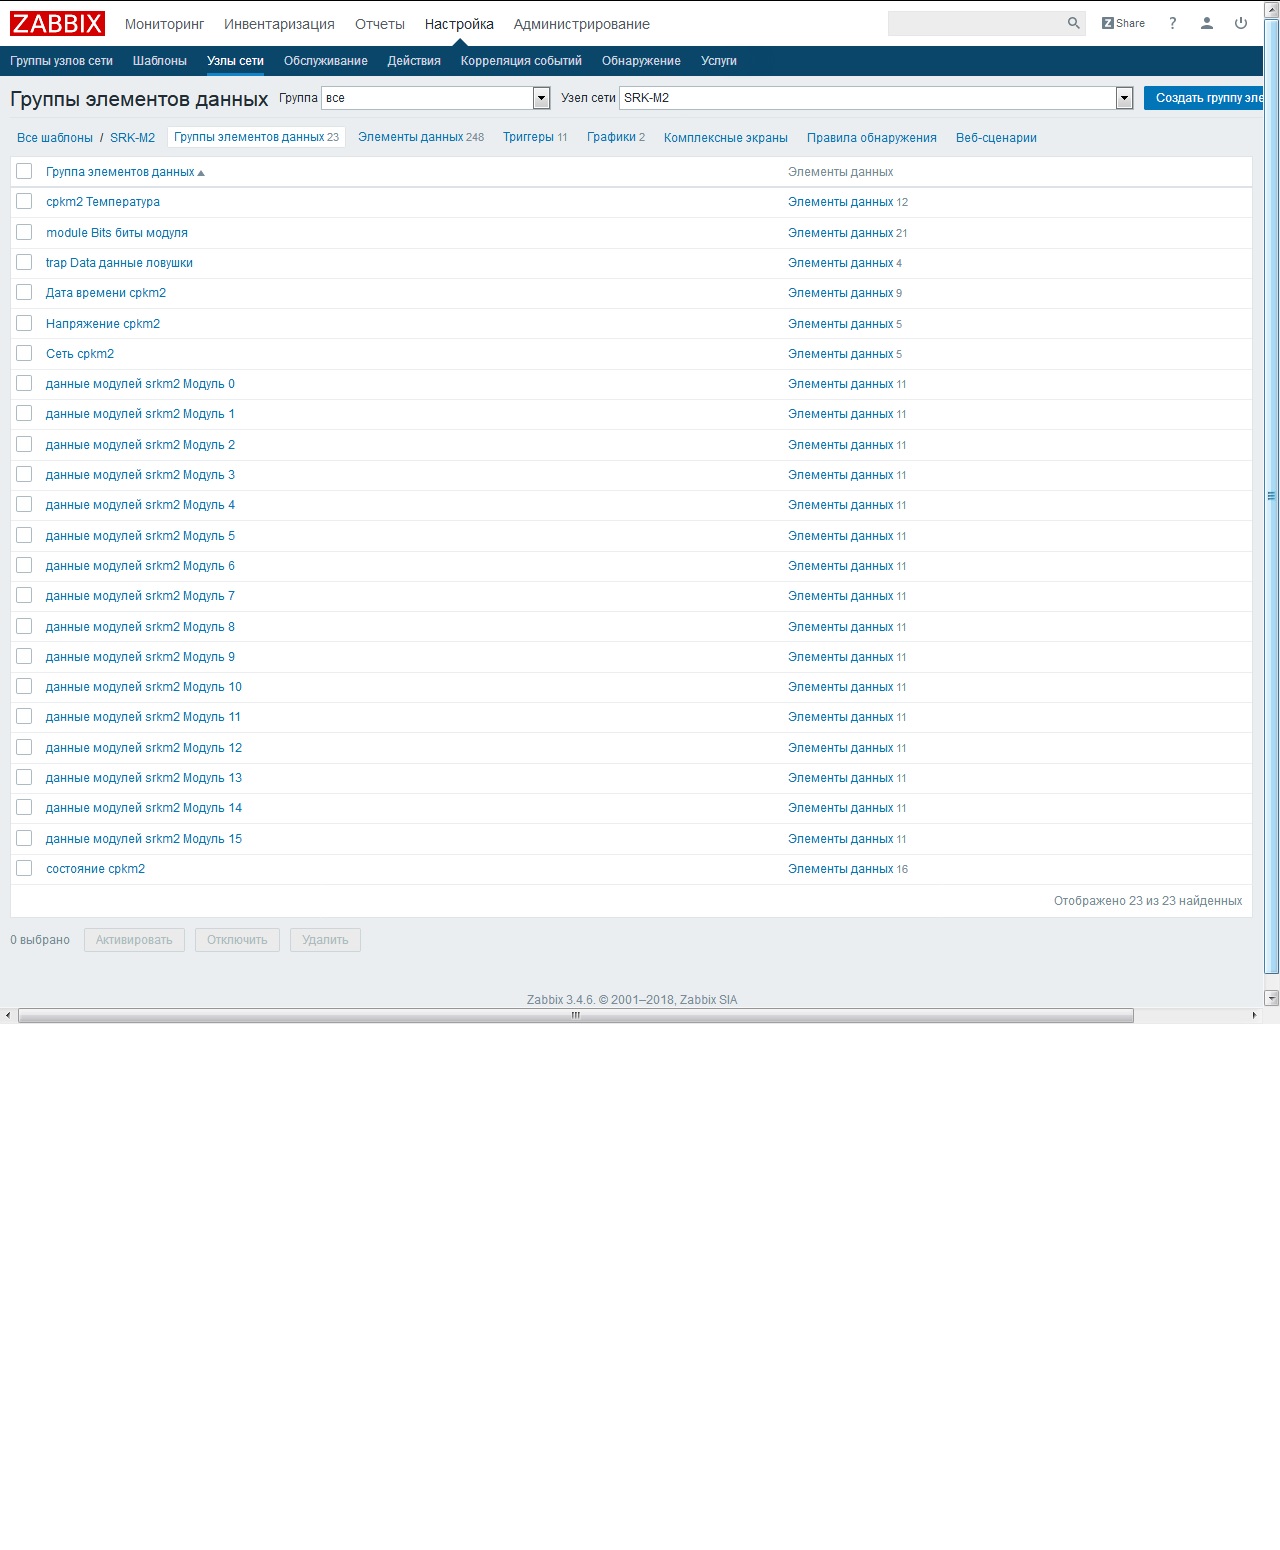 ZABBIX Мониторинг Инвентаризация Отчеты Настройка Администрирование Z Share ?
Группы узлов сети Шаблоны Узлы сети Обслуживание Действия Корреляция событий Обнаружение Услуги
Группы элементов данных Группа все Узел сети SRK-M2 Создать группу эле
Все шаблоны / SRK-M2 Группы элементов данных 23 Элементы данных 248 Триггеры 11 Графики 2 Комплексные экраны Правила обнаружения Веб-сценарии
Группа элементов данных Элементы данных
cpkm2 Температура Элементы данных 12
module Bits биты модуля Элементы данных 21
trap Data данные ловушки Элементы данных 4
Дата времени cpkm2 Элементы данных 9
Напряжение cpkm2 Элементы данных 5
Сеть cpkm2 Элементы данных 5
данные модулей srkm2 Модуль 0 Элементы данных 11
данные модулей srkm2 Модуль 1 Элементы данных 11
данные модулей srkm2 Модуль 2 Элементы данных 11
данные модулей srkm2 Модуль 3 Элементы данных 11
данные модулей srkm2 Модуль 4 Элементы данных 11
данные модулей srkm2 Модуль 5 Элементы данных 11
данные модулей srkm2 Модуль 6 Элементы данных 11
данные модулей srkm2 Модуль 7 Элементы данных 11
данные модулей srkm2 Модуль 8 Элементы данных 11
данные модулей srkm2 Модуль 9 Элементы данных 11
данные модулей srkm2 Модуль 10 Элементы данных 11
данные модулей srkm2 Модуль 11 Элементы данных 11
данные модулей srkm2 Модуль 12 Элементы данных 11
данные модулей srkm2 Модуль 13 Элементы данных 11
данные модулей srkm2 Модуль 14 Элементы данных 11
данные модулей srkm2 Модуль 15 Элементы данных 11
состояние cpkm2 Элементы данных 16
Отображено 23 из 23 найденных
0 выбрано Активировать Отключить Удалить
Zabbix 3.4.6. © 2001–2018, Zabbix SIA